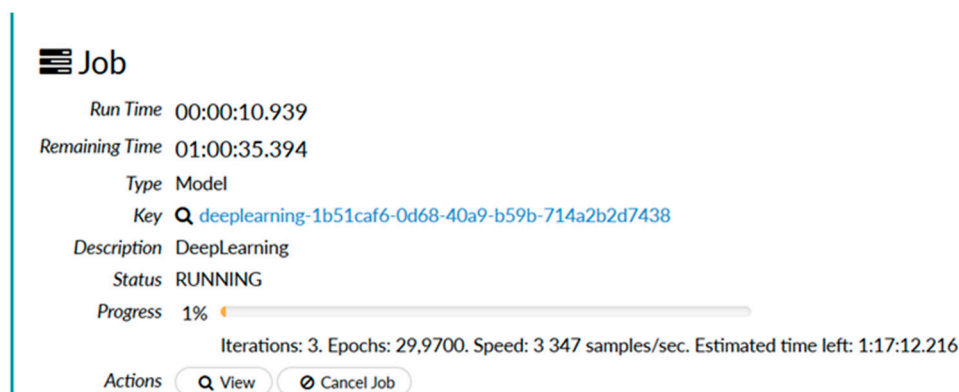 Job
Run Time 00:00:10.939
Remaining Time 01:00:35.394
Type Model
Key deeplearning-1b51caf6-0d68-40a9-b59b-714a2b2d7438
Description DeepLearning
Status RUNNING
Progress 1%
Iterations: 3. Epochs: 29,9700. Speed: 3 347 samples/sec. Estimated time left: 1:17:12.216
Actions View Cancel Job